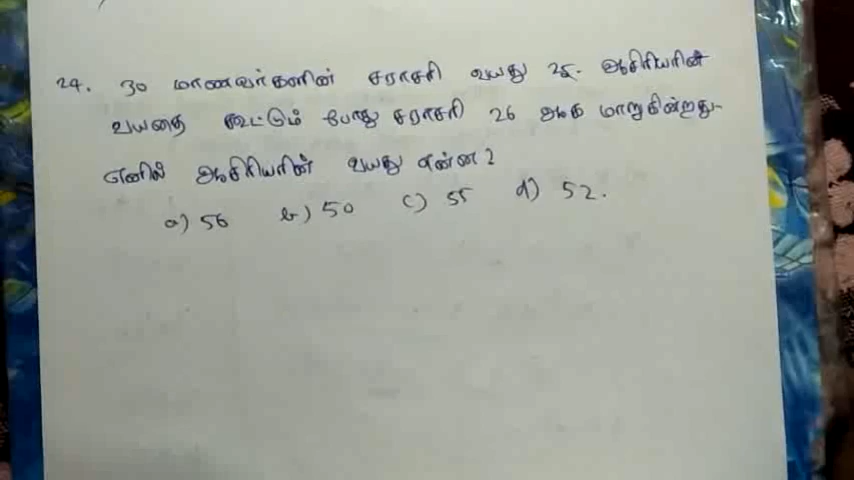 24. 30 மாணவர்களின் சராசரி வயது 25. ஆசிரியரின்
வயதை கூட்டும் போது சராசரி 26 ஆக மாறுகின்றது.
எனில் ஆசிரியரின் வயது என்ன?
a) 56 b) 50 c) 55 d) 52.